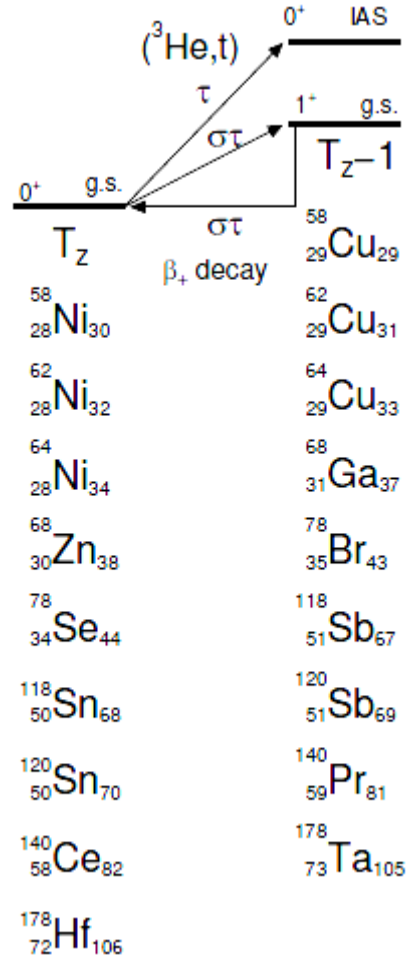 0⁺ IAS
(³He,t)
τ
1⁺ g.s.
στ
0⁺ g.s.
T_z−1
στ
T_z
β₊ decay
⁵⁸₂₉Cu₂₉
⁵⁸₂₈Ni₃₀
⁶²₂₉Cu₃₁
⁶²₂₈Ni₃₂
⁶⁴₂₉Cu₃₃
⁶⁴₂₈Ni₃₄
⁶⁸₃₁Ga₃₇
⁶⁸₃₀Zn₃₈
⁷⁸₃₅Br₄₃
⁷⁸₃₄Se₄₄
¹¹⁸₅₁Sb₆₇
¹¹⁸₅₀Sn₆₈
¹²⁰₅₁Sb₆₉
¹²⁰₅₀Sn₇₀
¹⁴⁰₅₉Pr₈₁
¹⁴⁰₅₈Ce₈₂
¹⁷⁸₇₃Ta₁₀₅
¹⁷⁸₇₂Hf₁₀₆